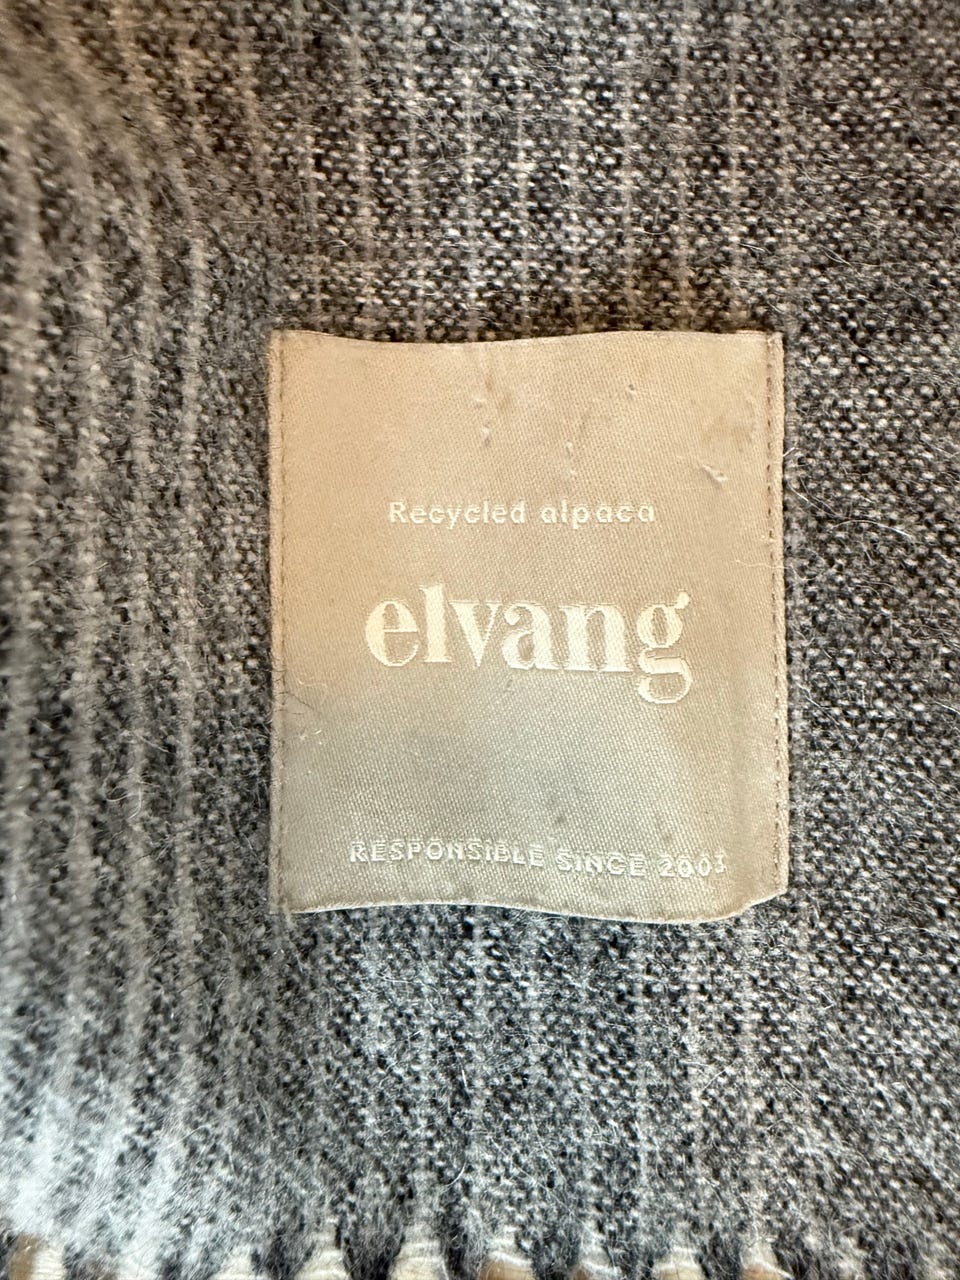 Recycled alpaca
elvang
RESPONSIBLE SINCE 2003